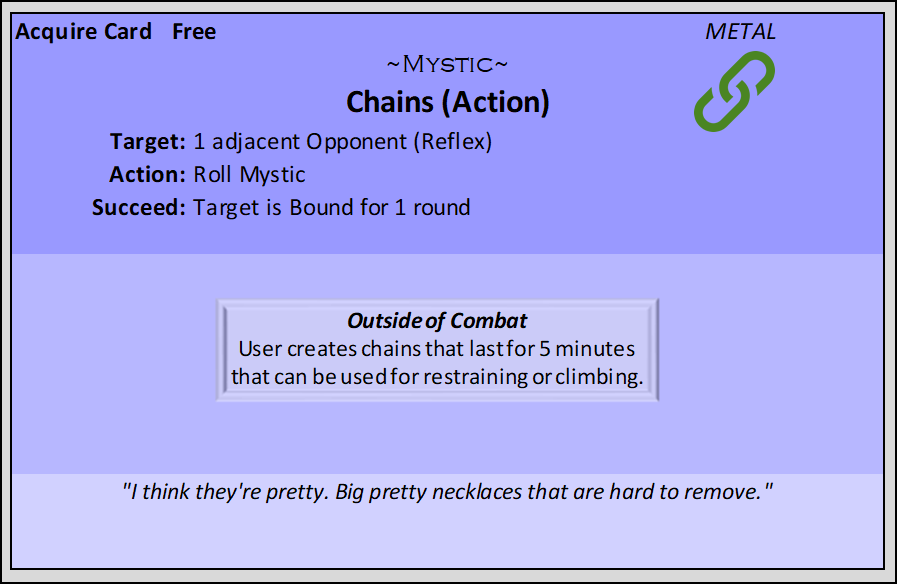 Acquire Card Free METAL
~Mystic~
Chains (Action)
Target: 1 adjacent Opponent (Reflex)
Action: Roll Mystic
Succeed: Target is Bound for 1 round
Outside of Combat
User creates chains that last for 5 minutes
that can be used for restraining or climbing.
"I think they're pretty. Big pretty necklaces that are hard to remove."